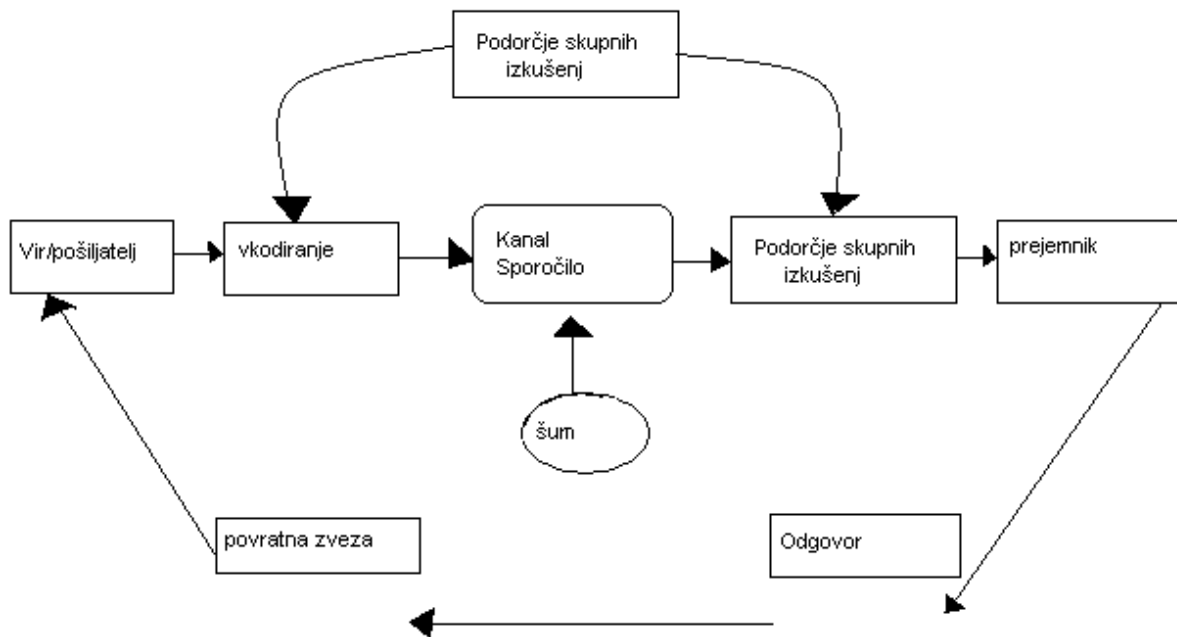 Podorčje skupnih
izkušenj
Vir/pošiljatelj
vkodiranje
Kanal
Sporočilo
Podorčje skupnih
izkušenj
prejemnik
šum
povratna zveza
Odgovor